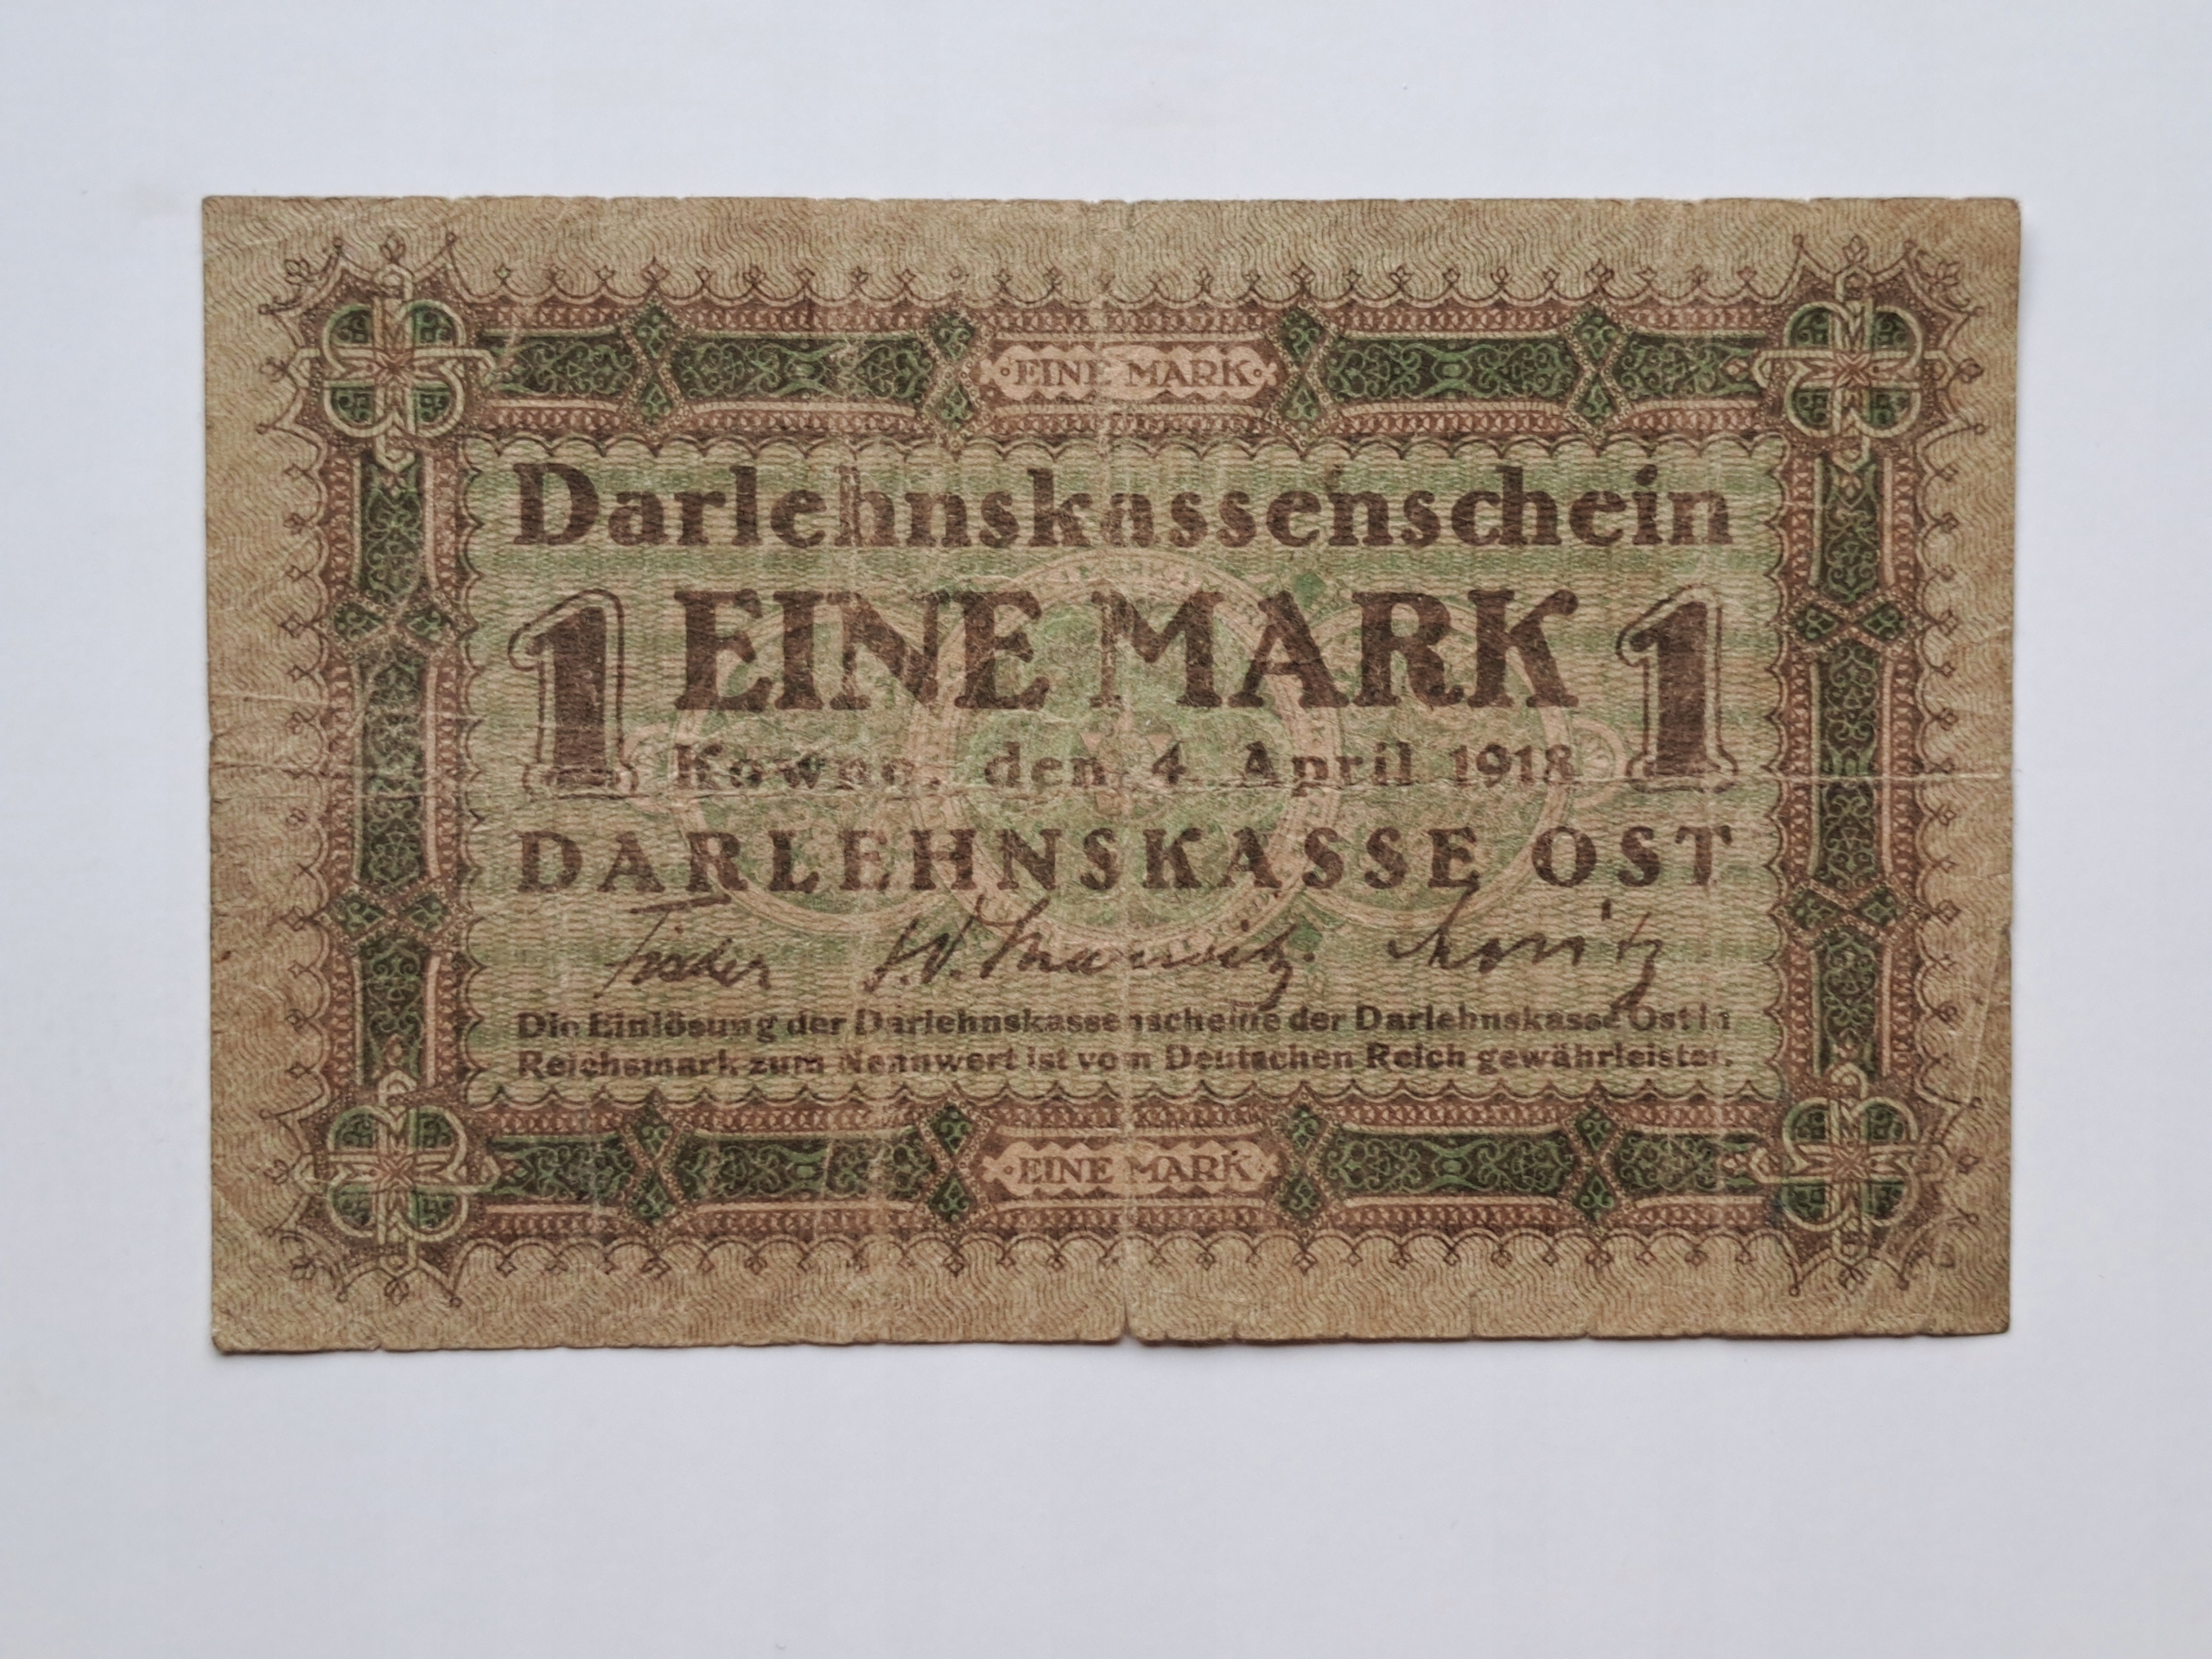 EINE MARK
Darlehnskassenschein
1 EINE MARK 1
Kowno, den 4. April 1918
DARLEHNSKASSE OST
Fischer
Die Einlösung der Darlehnskassenscheine der Darlehnskasse Ost in
Reichsmark zum Nennwert ist vom Deutschen Reich gewährleistet.
EINE MARK